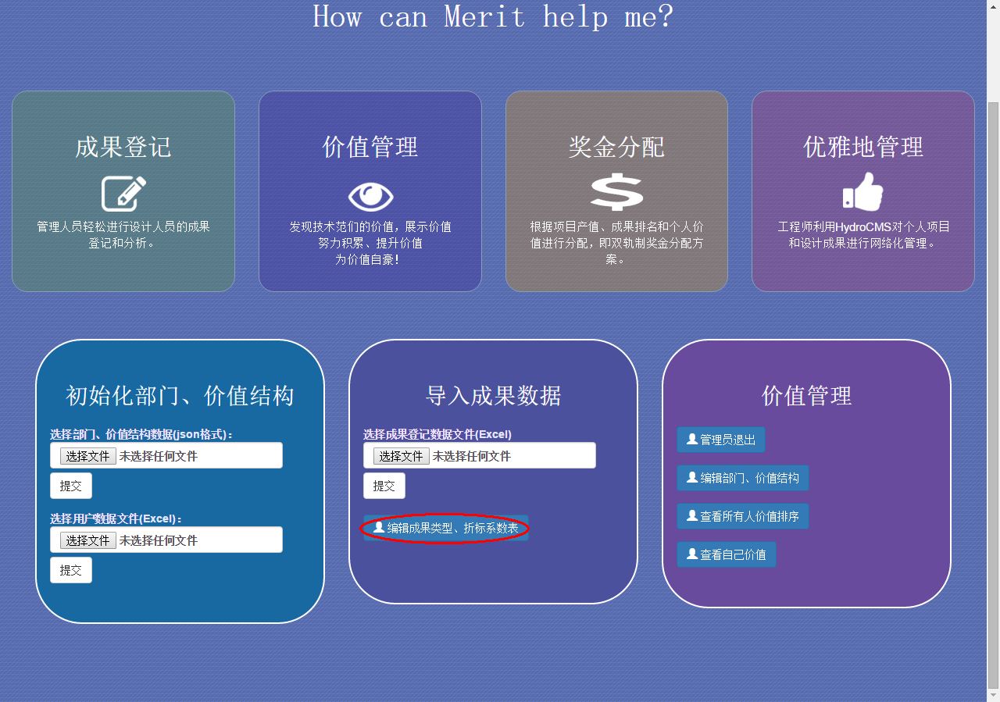 How can Merit help me?
成果登记
管理人员轻松进行设计人员的成果
登记和分析。
价值管理
发现技术范们的价值，展示价值
努力积累、提升价值
为价值自豪！
奖金分配
根据项目产值、成果排名和个人价
值进行分配，即双轨制奖金分配方
案。
优雅地管理
工程师利用HydroCMS对个人项目
和设计成果进行网络化管理。
初始化部门、价值结构
选择部门、价值结构数据(json格式)：
选择文件 未选择任何文件
提交
选择用户数据文件(Excel)：
选择文件 未选择任何文件
提交
导入成果数据
选择成果登记数据文件(Excel)
选择文件 未选择任何文件
提交
编辑成果类型、折标系数表
价值管理
管理员退出
编辑部门、价值结构
查看所有人价值排序
查看自己价值